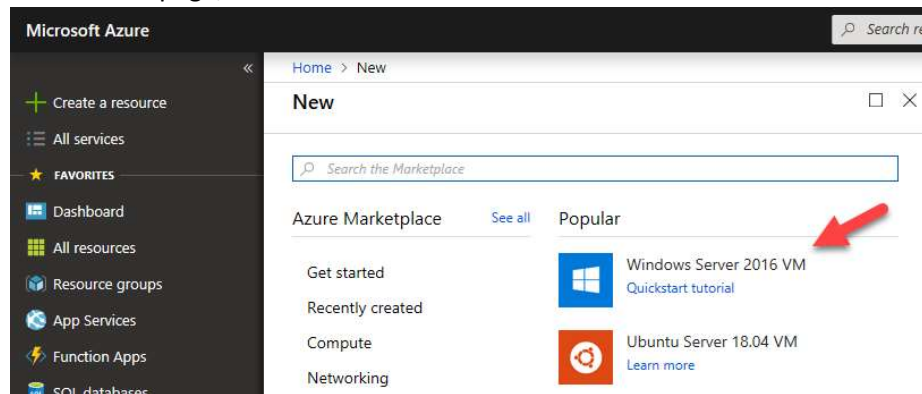 Microsoft Azure
Search re
«
Home > New
Create a resource
New
All services
Search the Marketplace
FAVORITES
Dashboard
Azure Marketplace See all Popular
All resources
Get started
Windows Server 2016 VM
Quickstart tutorial
Resource groups
Recently created
App Services
Compute
Ubuntu Server 18.04 VM
Learn more
Function Apps
Networking
SQL databases